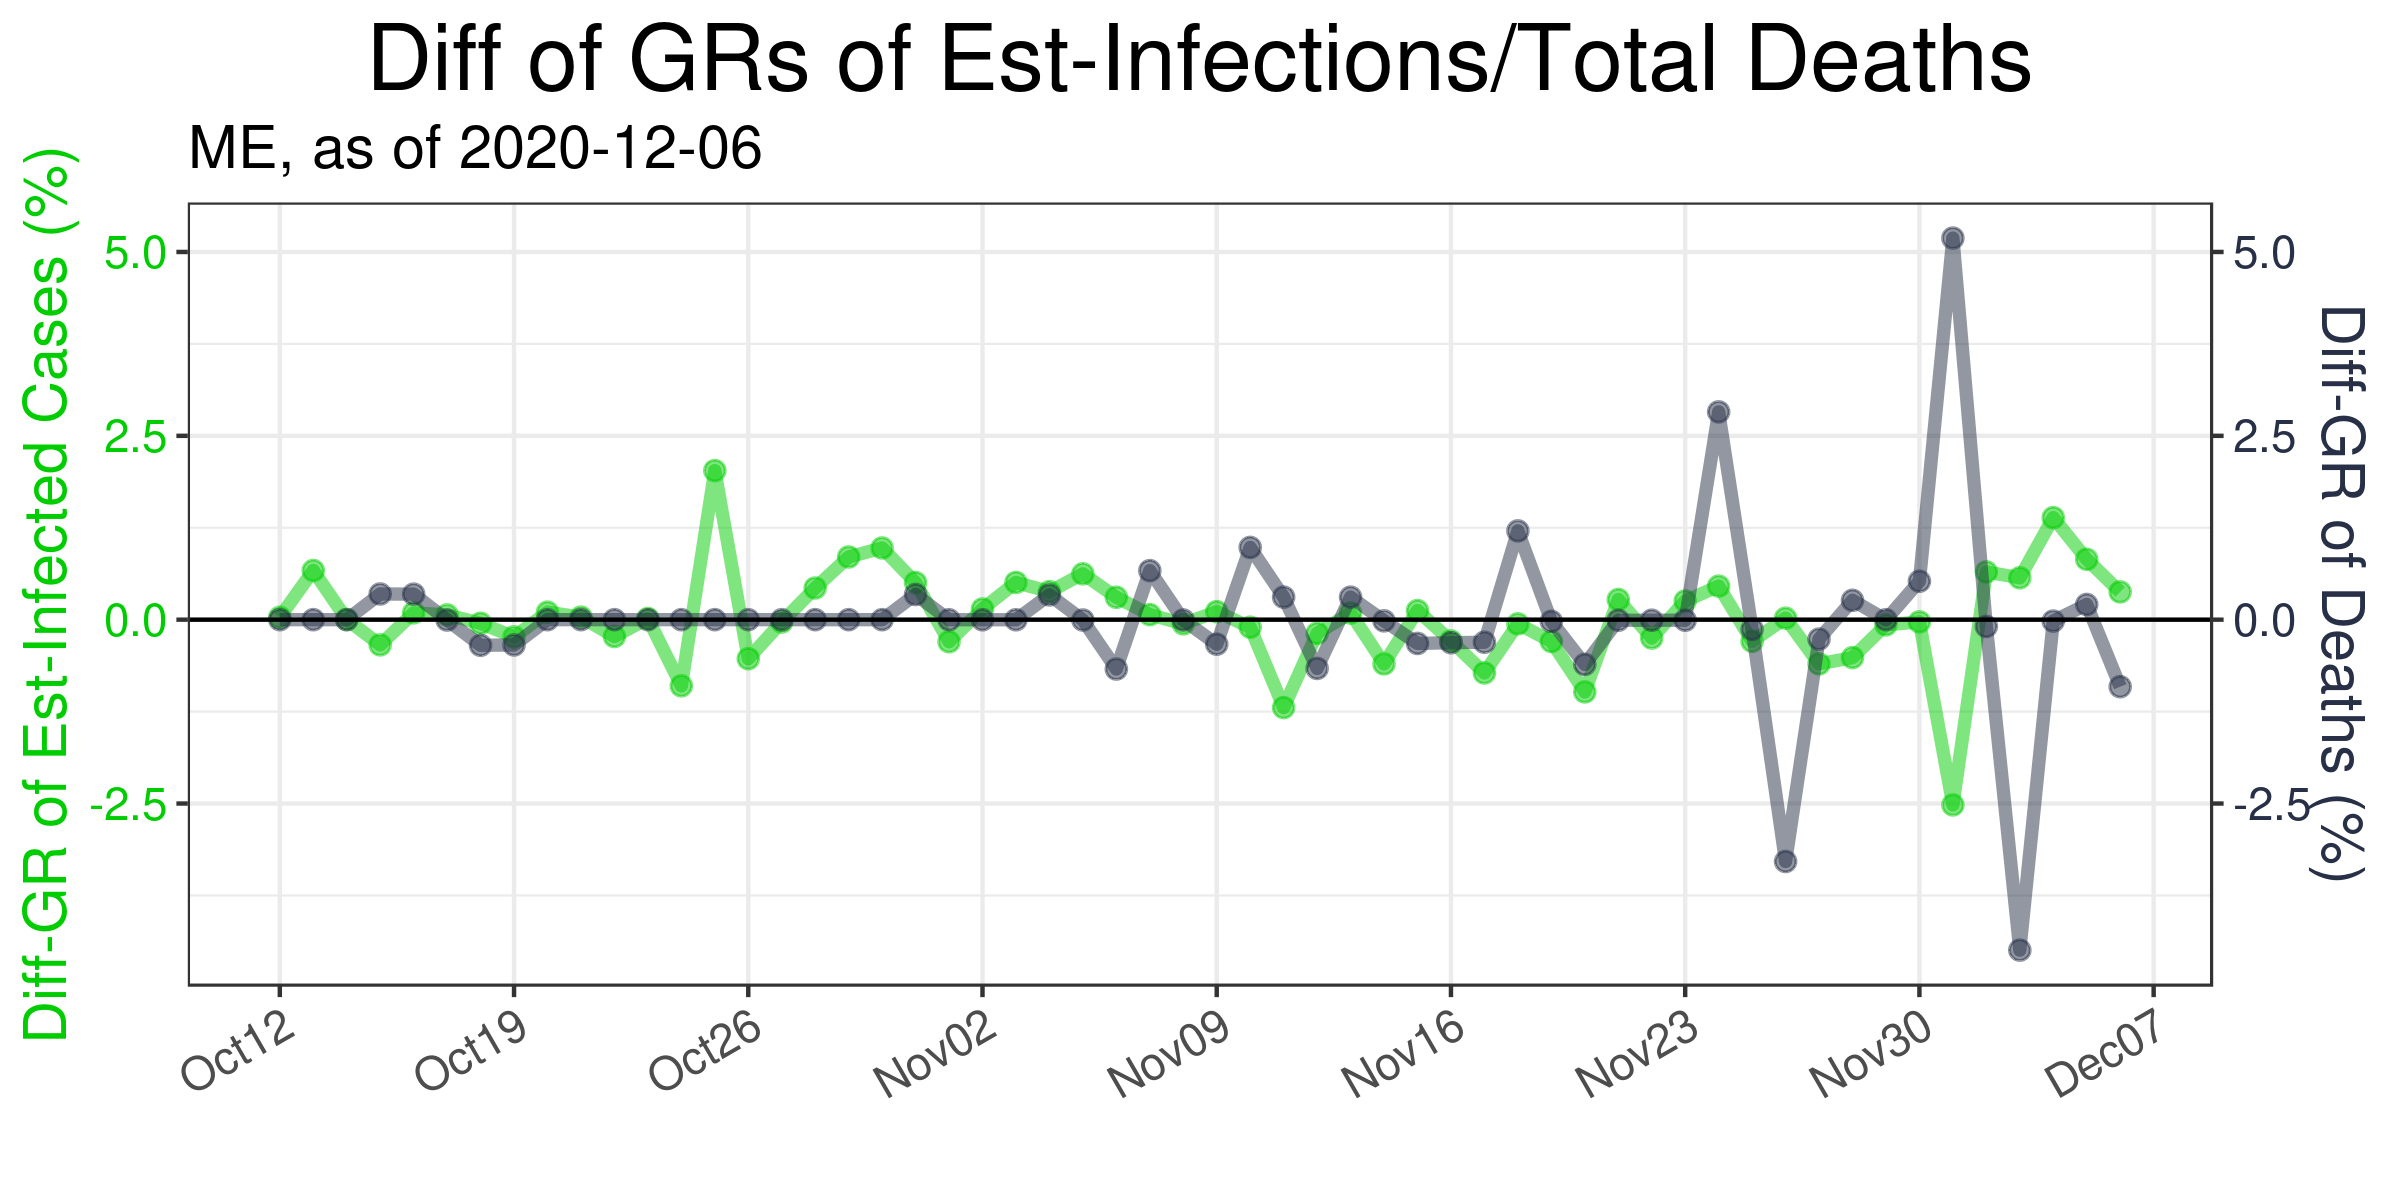 Diff of GRs of Est-Infections/Total Deaths
ME, as of 2020-12-06
Diff-GR of Est-Infected Cases (%)
5.0
2.5
0.0
-2.5
5.0
2.5
0.0
-2.5
Diff-GR of Deaths (%)
Oct12
Oct19
Oct26
Nov02
Nov09
Nov16
Nov23
Nov30
Dec07